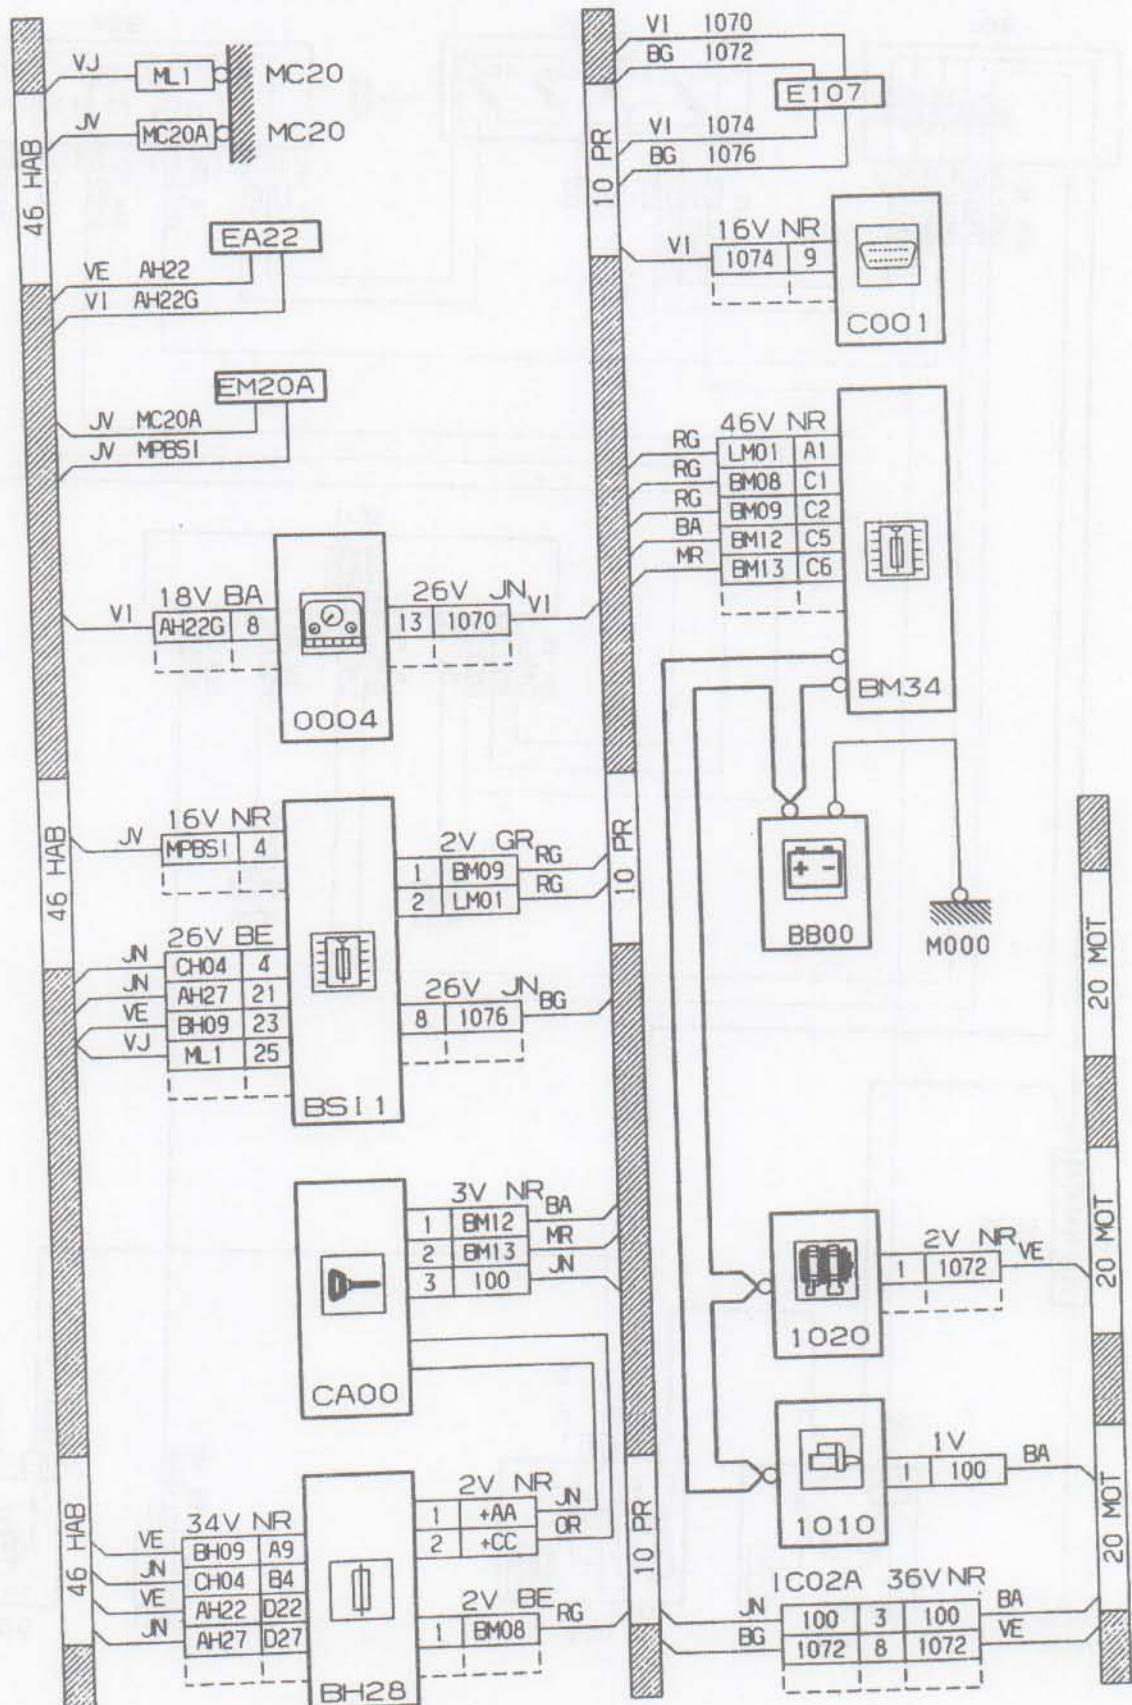 46 HAB
VJ ML1 MC20
JV MC20A MC20
EA22
VE AH22
VI AH22G
EM20A
JV MC20A
JV MPBSI
18V BA
VI AH22G 8
26V JN
13 1070 VI
0004
46 HAB
16V NR
JV MPBSI 4
2V GR
1 BM09 RG
2 LM01 RG
26V BE
JN CH04 4
JN AH27 21
VE BH09 23
VJ ML1 25
26V JN
8 1076 BG
BSI1
3V NR
1 BM12 BA
2 BM13 MR
3 100 JN
CA00
46 HAB
34V NR
VE BH09 A9
JN CH04 B4
VE AH22 D22
JN AH27 D27
2V NR
1 +AA JN
2 +CC OR
2V BE
1 BM08 RG
BH28
10 PR
VI 1070
BG 1072
E107
VI 1074
BG 1076
16V NR
VI 1074 9
C001
46V NR
RG LM01 A1
RG BM08 C1
RG BM09 C2
BA BM12 C5
MR BM13 C6
BM34
10 PR
+ -
BB00
M000
20 MOT
2V NR
1 1072 VE
1020
20 MOT
1V
1 100 BA
1010
10 PR
20 MOT
IC02A 36V NR
JN 100 3 100 BA
BG 1072 8 1072 VE